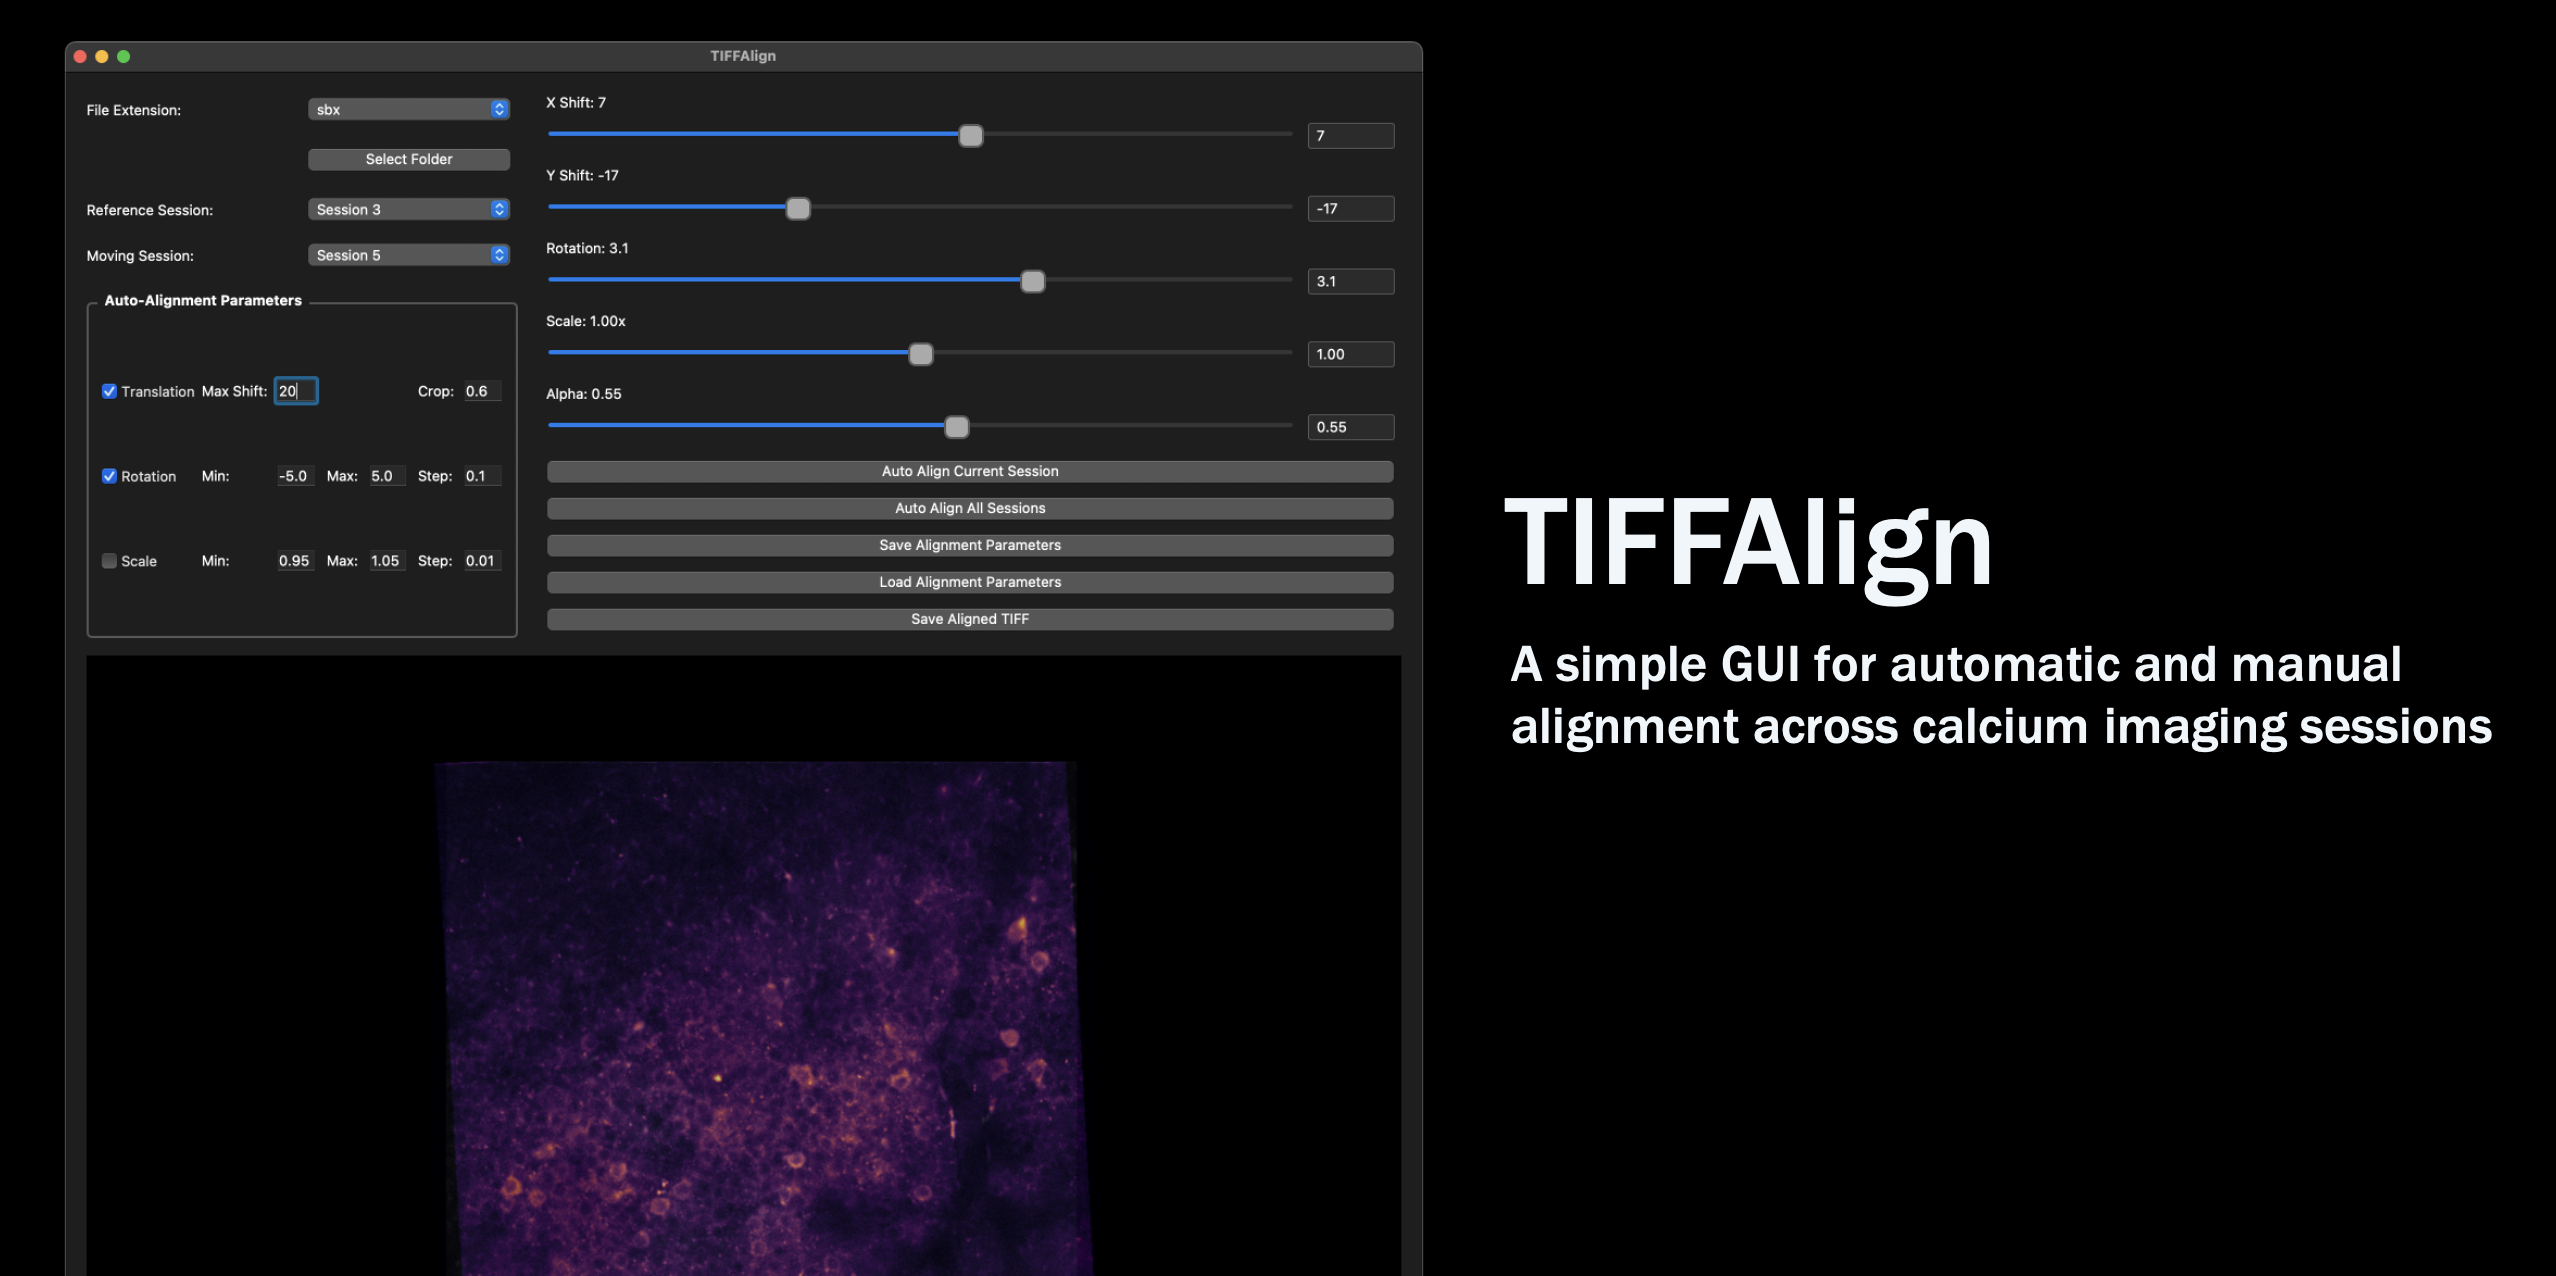 TIFFAlign
File Extension: sbx
Select Folder
Reference Session: Session 3
Moving Session: Session 5
Auto-Alignment Parameters
Translation Max Shift: 20 Crop: 0.6
Rotation Min: -5.0 Max: 5.0 Step: 0.1
Scale Min: 0.95 Max: 1.05 Step: 0.01
X Shift: 7
7
Y Shift: -17
-17
Rotation: 3.1
3.1
Scale: 1.00x
1.00
Alpha: 0.55
0.55
Auto Align Current Session
Auto Align All Sessions
Save Alignment Parameters
Load Alignment Parameters
Save Aligned TIFF
TIFFAlign
A simple GUI for automatic and manual
alignment across calcium imaging sessions